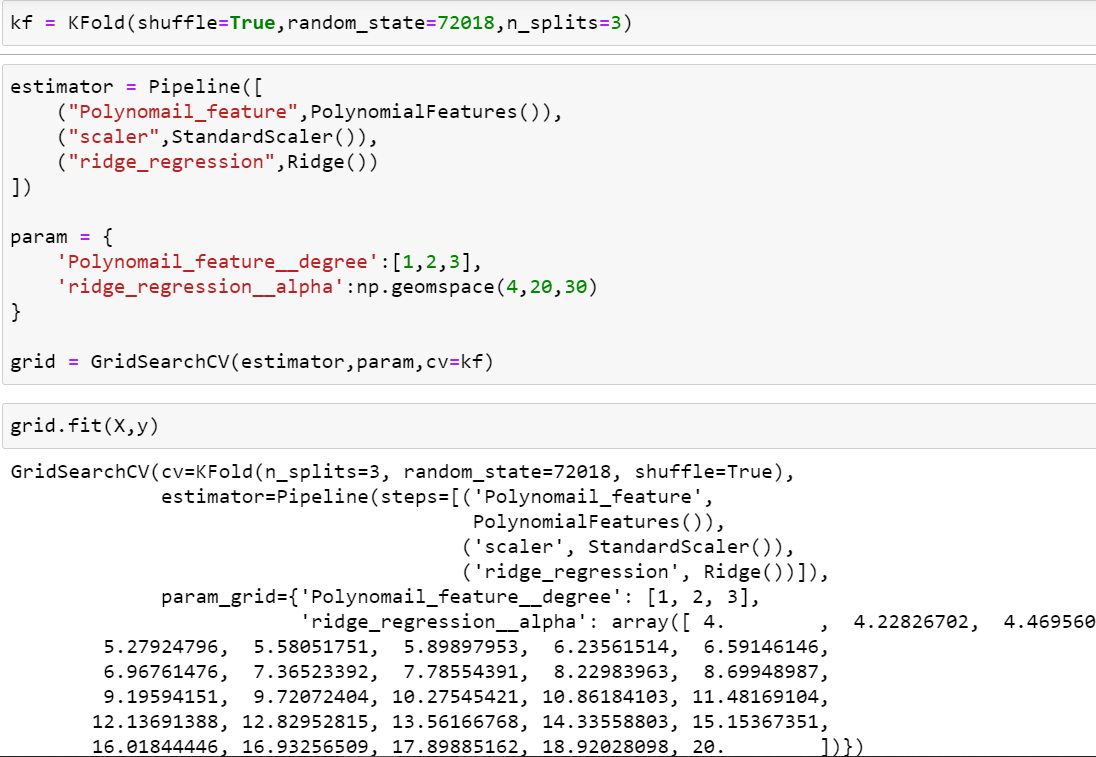 kf = KFold(shuffle=True,random_state=72018,n_splits=3)
estimator = Pipeline([
    ("Polynomail_feature",PolynomialFeatures()),
    ("scaler",StandardScaler()),
    ("ridge_regression",Ridge())
])
param = {
    'Polynomail_feature__degree':[1,2,3],
    'ridge_regression__alpha':np.geomspace(4,20,30)
}
grid = GridSearchCV(estimator,param,cv=kf)
grid.fit(X,y)
GridSearchCV(cv=KFold(n_splits=3, random_state=72018, shuffle=True),
             estimator=Pipeline(steps=[('Polynomail_feature',
                                        PolynomialFeatures()),
                                       ('scaler', StandardScaler()),
                                       ('ridge_regression', Ridge())]),
             param_grid={'Polynomail_feature__degree': [1, 2, 3],
                         'ridge_regression__alpha': array([ 4.        ,  4.22826702,  4.469560
        5.27924796,  5.58051751,  5.89897953,  6.23561514,  6.59146146,
        6.96761476,  7.36523392,  7.78554391,  8.22983963,  8.69948987,
        9.19594151,  9.72072404, 10.27545421, 10.86184103, 11.48169104,
       12.13691388, 12.82952815, 13.56166768, 14.33558803, 15.15367351,
       16.01844446, 16.93256509, 17.89885162, 18.92028098, 20.        ])})